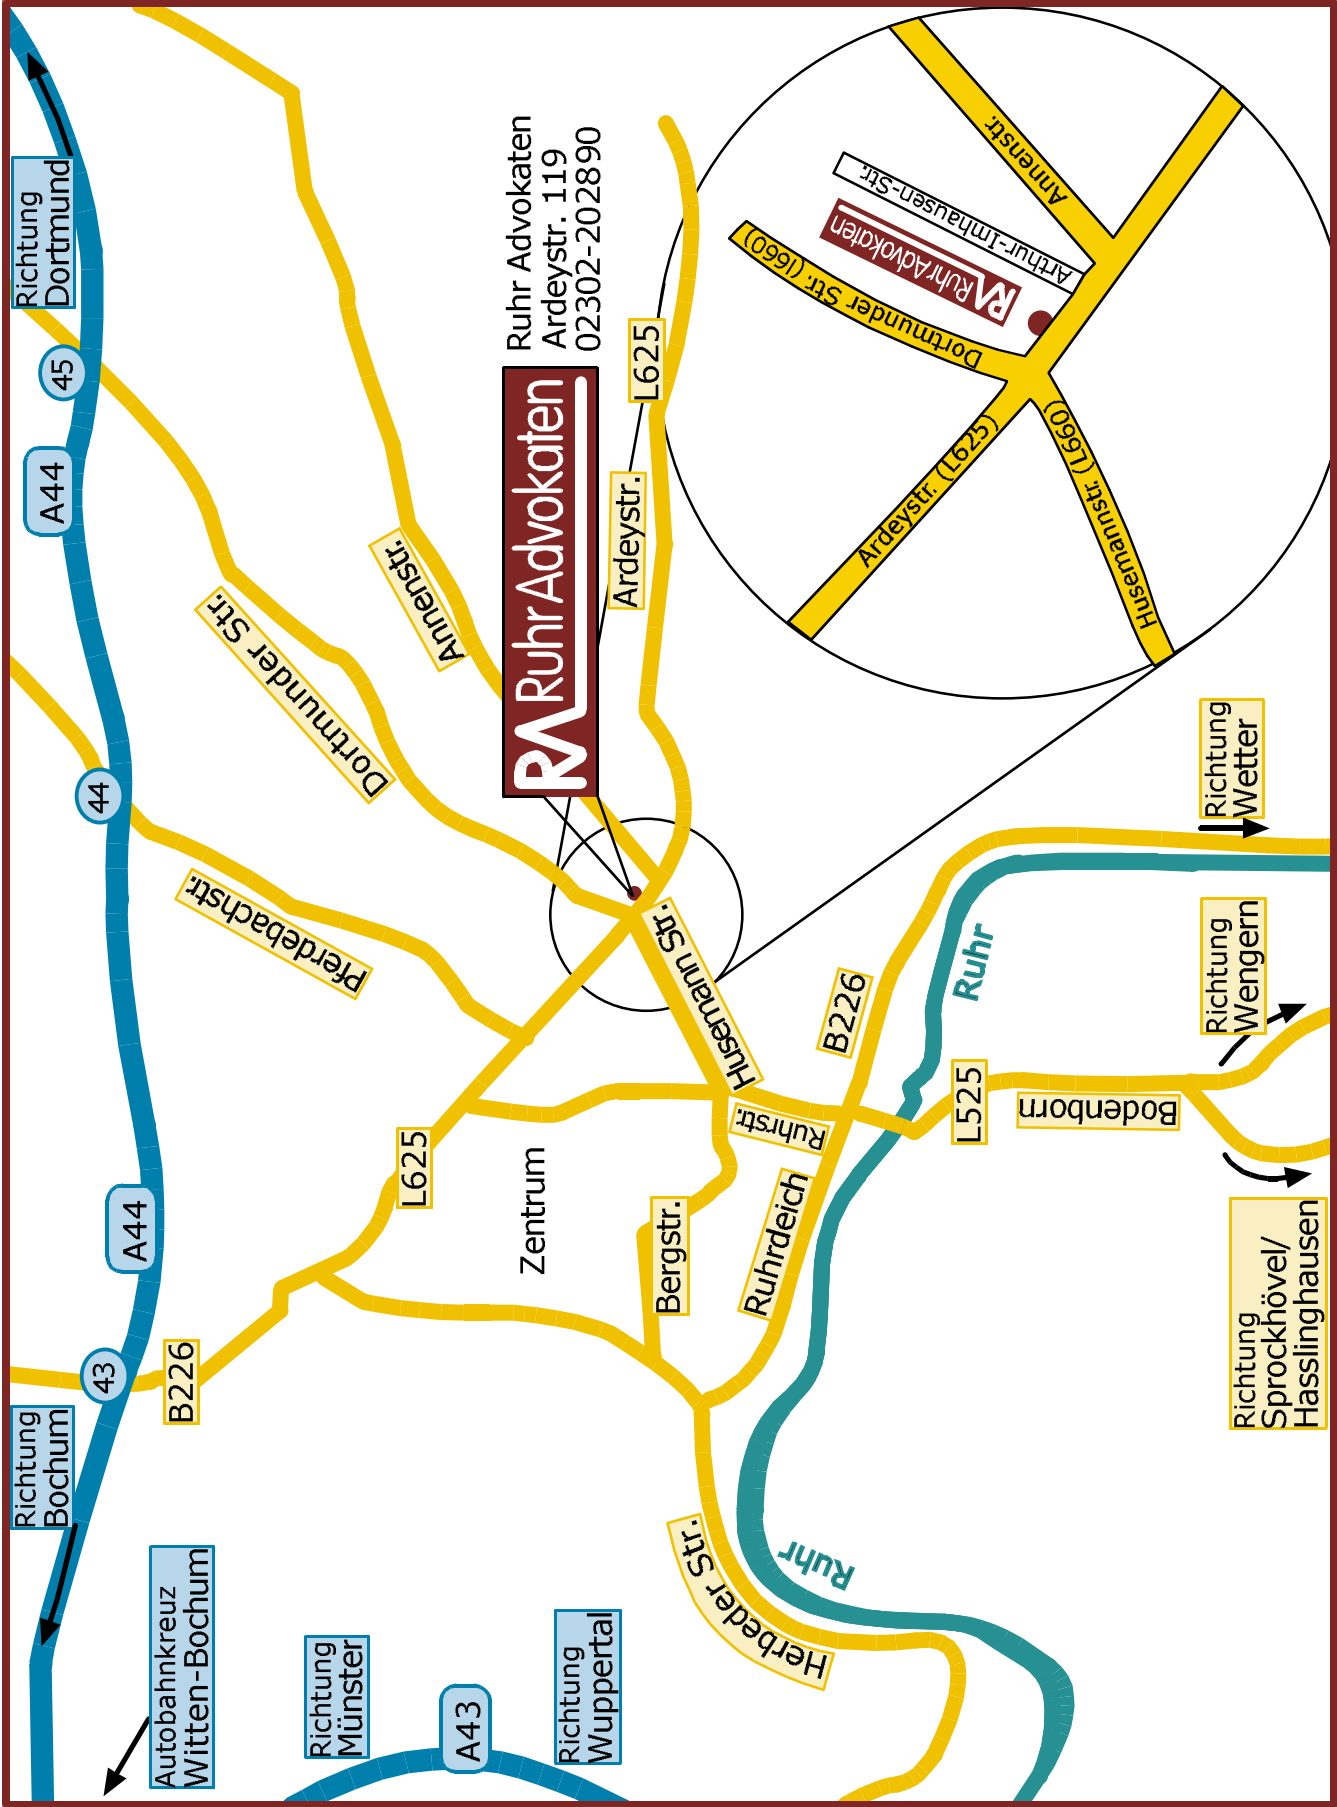 Richtung
Bochum
Autobahnkreuz
Witten-Bochum
Richtung
Münster
A43
Richtung
Wuppertal
43
B226
A44
44
A44
45
Richtung
Dortmund
Pferdebachstr.
Dortmunder Str.
Annenstr.
L625
Zentrum
RA RuhrAdvokaten
Ruhr Advokaten
Ardeystr. 119
02302-202890
Ardeystr.
L625
Husemann Str.
Bergstr.
Ruhrstr.
Ruhrdeich
B226
Herbeder Str.
Ruhr
Ruhr
L525
Bodenborn
Richtung
Wetter
Richtung
Wengern
Richtung
Sprockhövel/
Hasslinghausen
Annenstr.
Arthur-Imhausen-Str.
RA RuhrAdvokaten
Dortmunder Str. (l660)
Ardeystr. (L625)
Husemannstr. (L660)